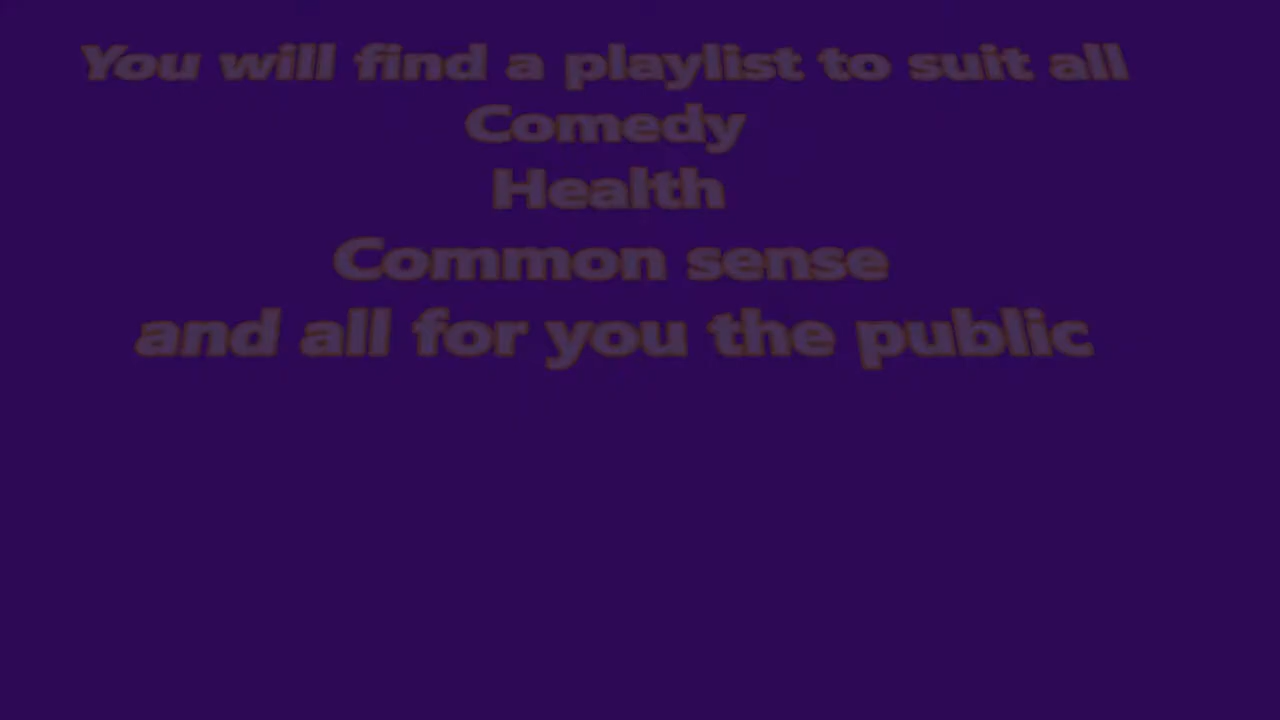 You will find a playlist to suit all
Comedy
Health
Common sense
and all for you the public